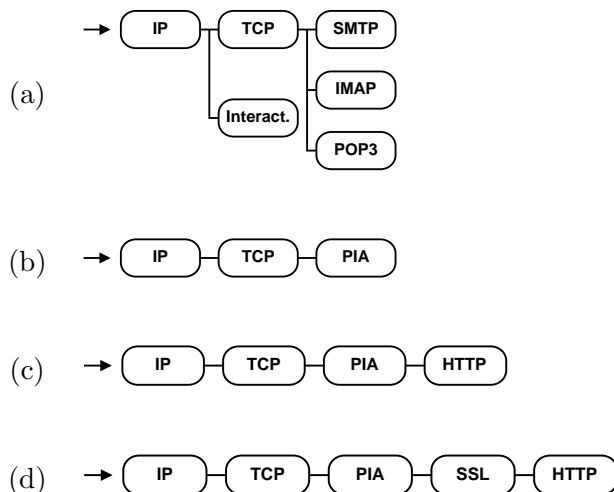 IP TCP SMTP
(a) IMAP
Interact.
POP3
(b) IP TCP PIA
(c) IP TCP PIA HTTP
(d) IP TCP PIA SSL HTTP